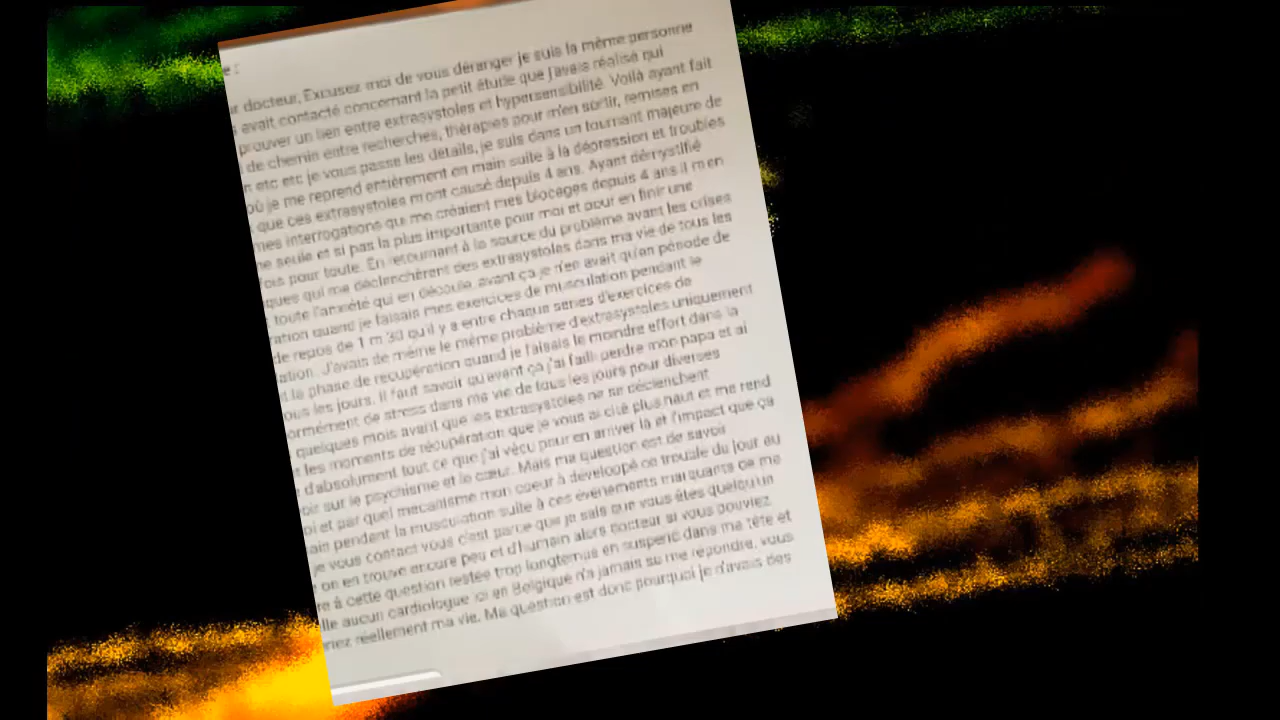 e :
r docteur, Excusez moi de vous déranger je suis la même personne
avait contacté concernant la petit étude que j'avais réalisé qui
prouver un lien entre extrasystoles et hypersensibilité. Voilà ayant fait
de chemin entre recherches, thérapies pour m'en sortir, remises en
n etc etc je vous passe les détails, je suis dans un tournant majeure de
où je me reprend entièrement en main suite à la dépression et troubles
que ces extrasystoles m'ont causé depuis 4 ans. Ayant démystifié
mes interrogations qui me créaient mes blocages depuis 4 ans il m'en
ne seule et si pas la plus importante pour moi et pour en finir une
ois pour toute. En retournant à la source du problème avant les crises
ques qui me déclenchèrent des extrasystoles dans ma vie de tous les
toute l'anxiété qui en découla, avant ça je n'en avait qu'en période de
ration quand je faisais mes exercices de musculation pendant le
de repos de 1 m 30 qu'il y a entre chaque series d'exercices de
ation. J'avais de même le même problème d'extrasystoles uniquement
t la phase de recupération quand je faisais le moindre effort dans la
ous les jours. Il faut savoir qu'avant ça j'ai failli perdre mon papa et ai
ormément de stress dans ma vie de tous les jours pour diverses
quelques mois avant que les extrasystoles ne se déclenchent
t les moments de récupération que je vous ai cité plus haut et me rend
d'absolument tout ce que j'ai vécu pour en arriver là et l'impact que ça
oir sur le psychisme et le cœur. Mais ma question est de savoir
oi et par quel mécanisme mon coeur à développé ce trouble du jour au
ain pendant la musculation suite à ces événements marquants de ma
je vous contact vous c'est parce que je sais que vous êtes quelqu'un
on en trouve encore peu et d'humain alors docteur si vous pouviez
re à cette question restée trop longtemps en suspend dans ma tête et
lle aucun cardiologue ici en Belgique n'a jamais su me repondre, vous
riez réellement ma vie. Ma question est donc pourquoi je n'avais des